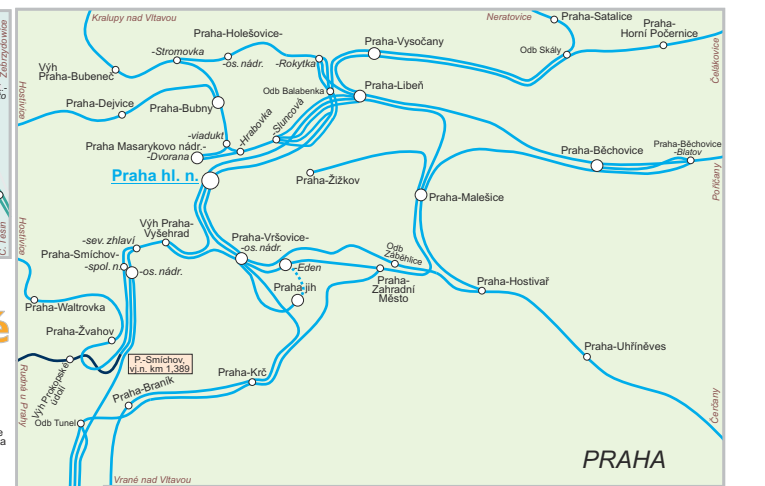 Kralupy nad Vltavou
Neratovice
Praha-Satalice
Praha-
Horní Počernice
Praha-Holešovice-
-os. nádr.
-Stromovka
-Rokytka
Praha-Vysočany
Odb Skály
Čelákovice
Zebrzydowice
Výh
Praha-Bubeneč
Hostivice
Praha-Dejvice
Praha-Bubny
Odb Balabenka
Praha-Libeň
-Hrabovka
-Sluncová
-viadukt
Praha Masarykovo nádr.-
-Dvorana
Praha hl. n.
Praha-Žižkov
Praha-Malešice
Praha-Běchovice
Praha-Běchovice
-Blatov
Poříčany
Hostivice
C. Těšín
Výh Praha-
Vyšehrad
-sev. zhlaví
Praha-Smíchov-
-spol. n.
-os. nádr.
Praha-Vršovice-
-os. nádr.
-Eden
Praha-jih
Odb
Záběhlice
Praha-
Zahradní
Město
Praha-Hostivař
Praha-Waltrovka
Praha-Žvahov
Praha-Uhříněves
P.-Smíchov,
vj.n. km 1,389
Praha-Krč
Praha-Braník
Výh Prokopské
údolí
Rudná u Prahy
Odb Tunel
Čerčany
PRAHA
Vrané nad Vltavou